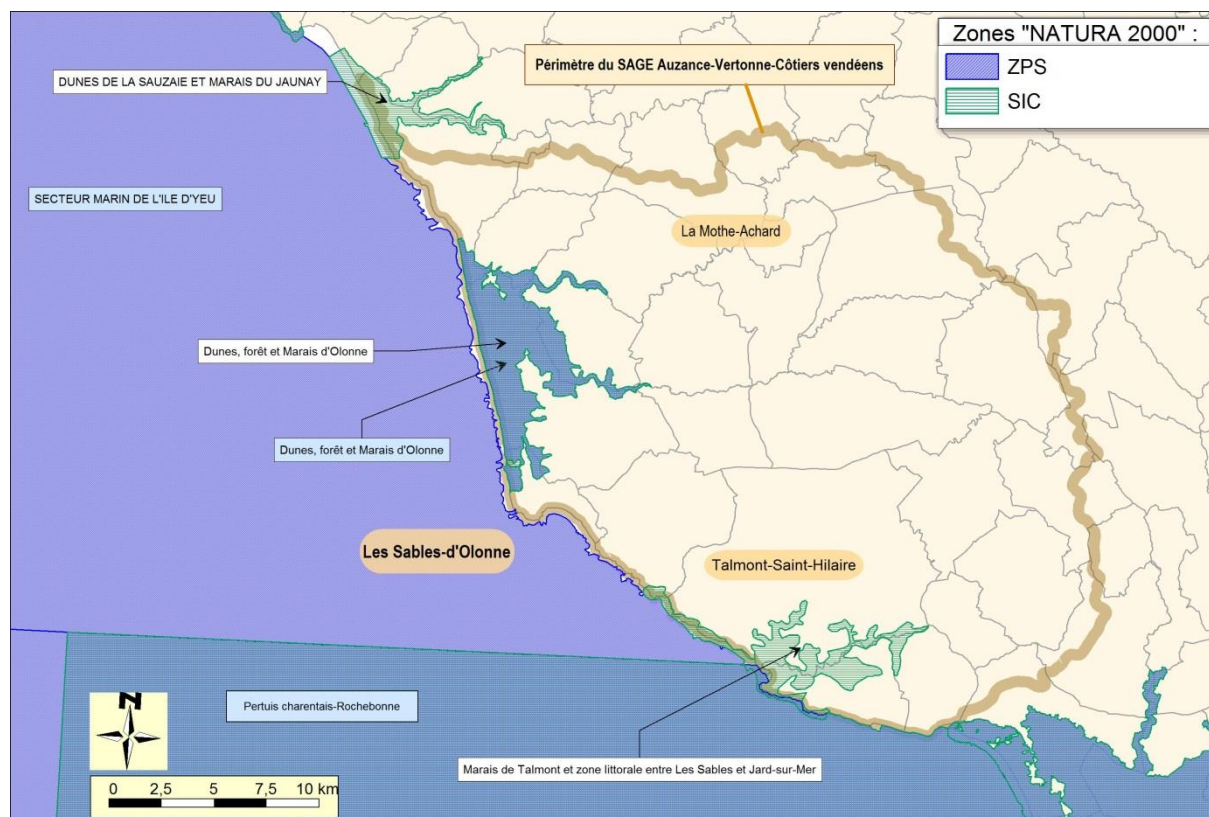 Zones "NATURA 2000" :
ZPS
SIC
Périmètre du SAGE Auzance-Vertonne-Côtiers vendéens
DUNES DE LA SAUZAIE ET MARAIS DU JAUNAY
SECTEUR MARIN DE L'ILE D'YEU
La Mothe-Achard
Dunes, forêt et Marais d'Olonne
Dunes, forêt et Marais d'Olonne
Les Sables-d'Olonne
Talmont-Saint-Hilaire
Pertuis charentais-Rochebonne
Marais de Talmont et zone littorale entre Les Sables et Jard-sur-Mer
N
0 2,5 5 7,5 10 km